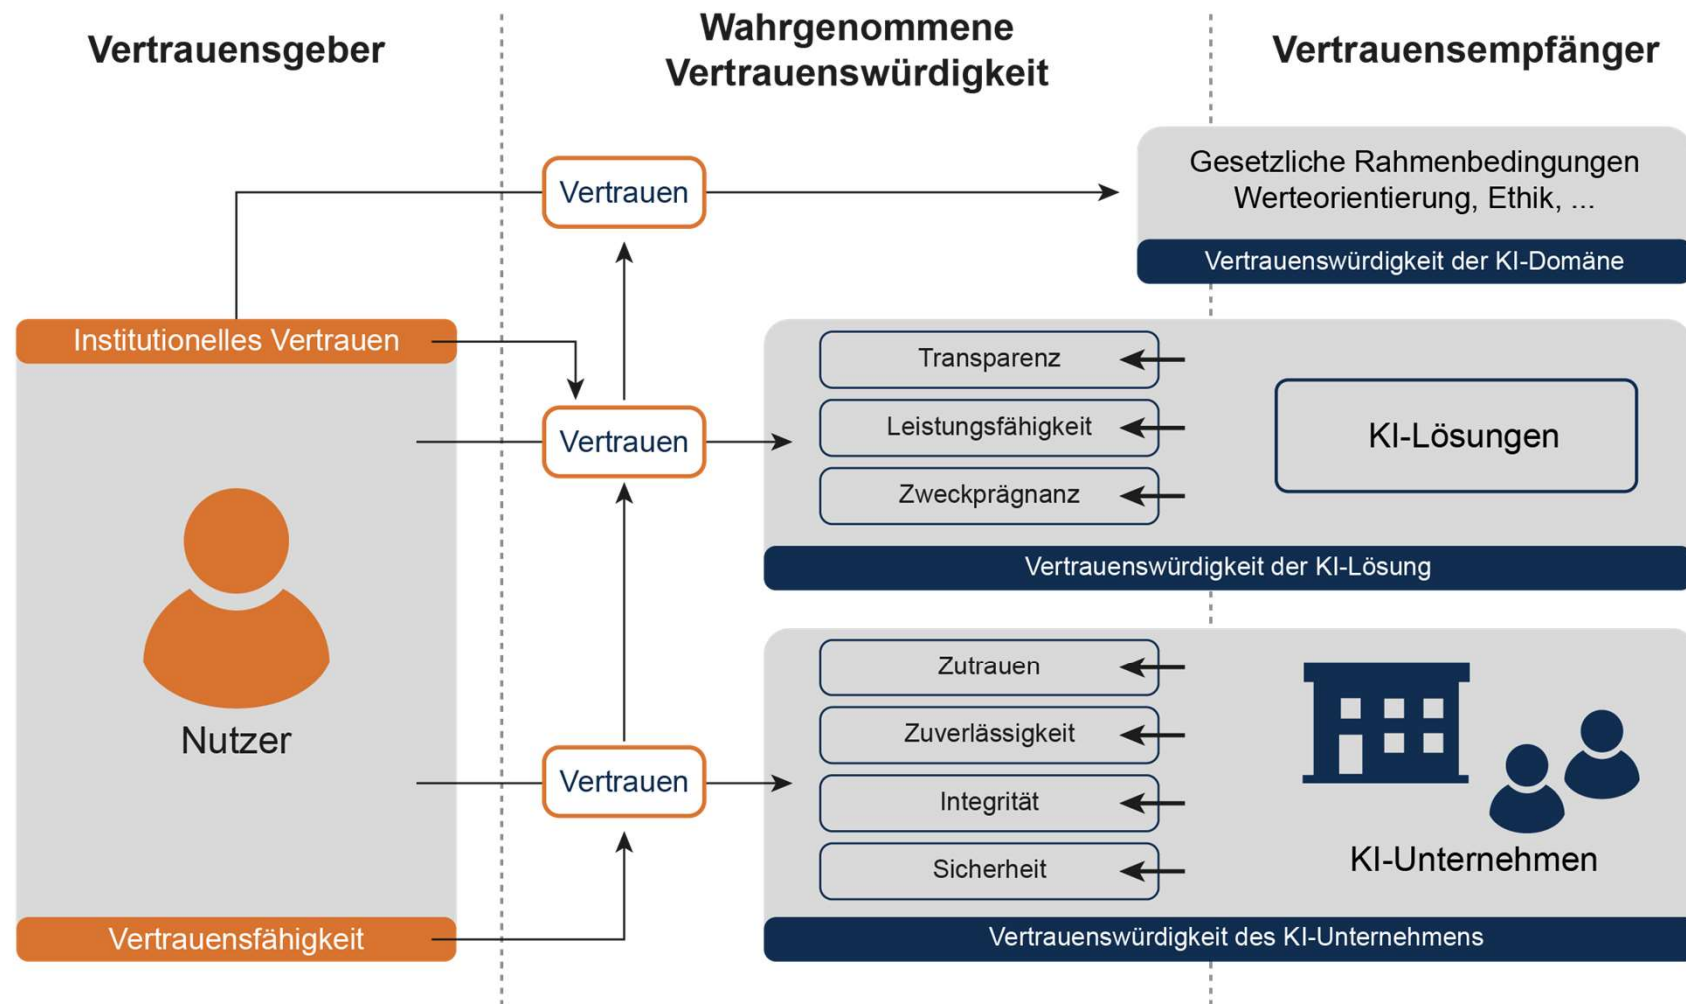 Vertrauensgeber
Wahrgenommene
Vertrauenswürdigkeit
Vertrauensempfänger
Vertrauen
Gesetzliche Rahmenbedingungen
Werteorientierung, Ethik, ...
Vertrauenswürdigkeit der KI-Domäne
Institutionelles Vertrauen
Vertrauen
Transparenz
Leistungsfähigkeit
Zweckprägnanz
KI-Lösungen
Vertrauenswürdigkeit der KI-Lösung
Nutzer
Vertrauen
Zutrauen
Zuverlässigkeit
Integrität
Sicherheit
KI-Unternehmen
Vertrauensfähigkeit
Vertrauenswürdigkeit des KI-Unternehmens